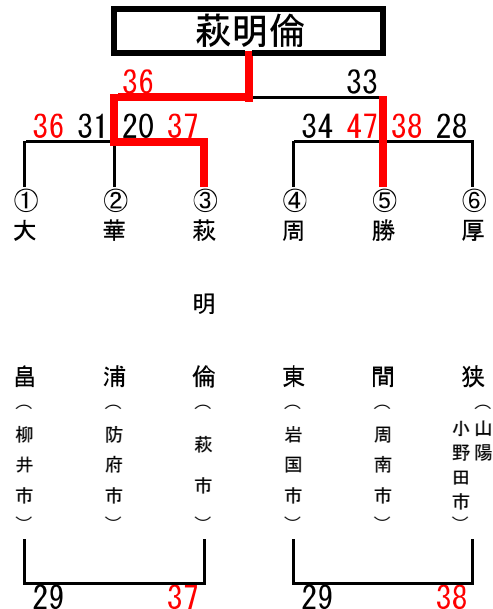 萩明倫
36 33
36 31 20 37 34 47 38 28
① ② ③ ④ ⑤ ⑥
大畠（柳井市）
華浦（防府市）
萩明倫（萩市）
周東（岩国市）
勝間（周南市）
厚狭（山陽小野田市）
29 37 29 38